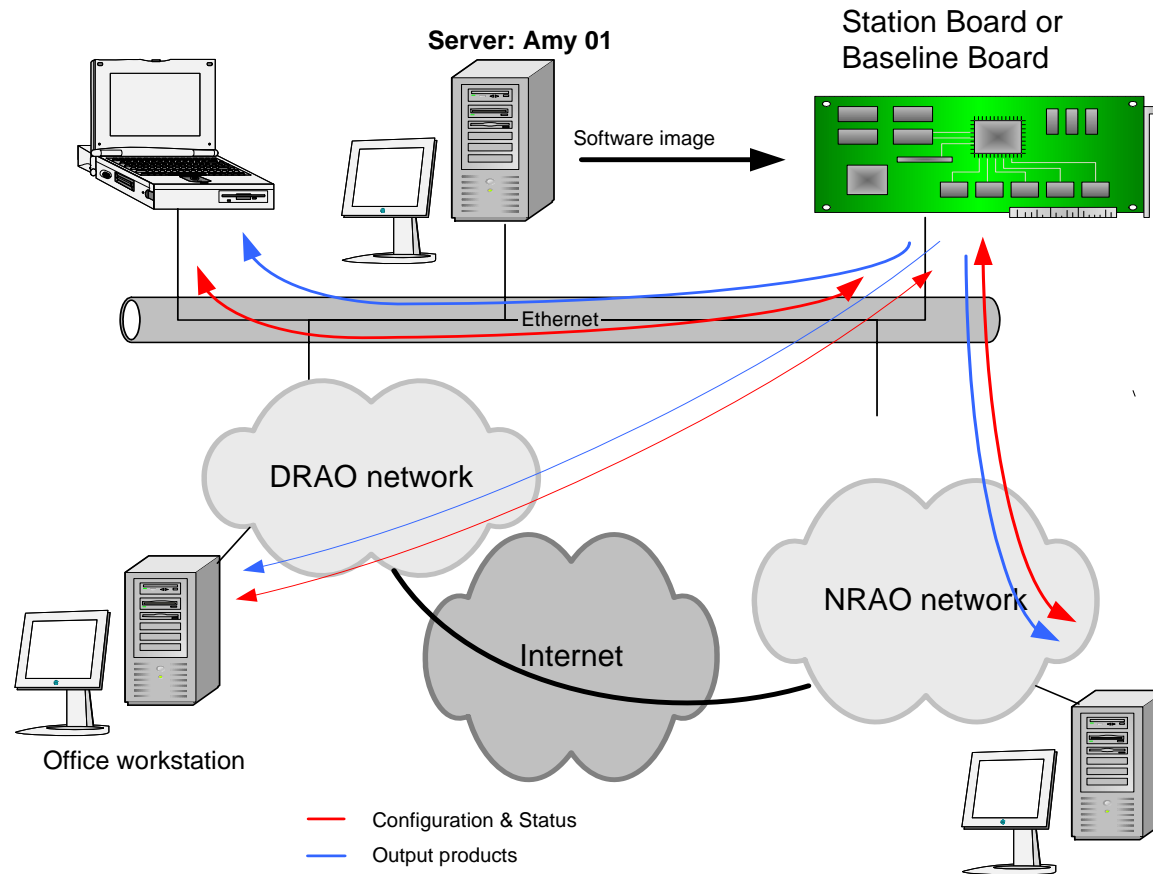 Server: Amy 01
Station Board or
Baseline Board
Software image
Ethernet
DRAO network
NRAO network
Internet
Office workstation
Configuration & Status
Output products